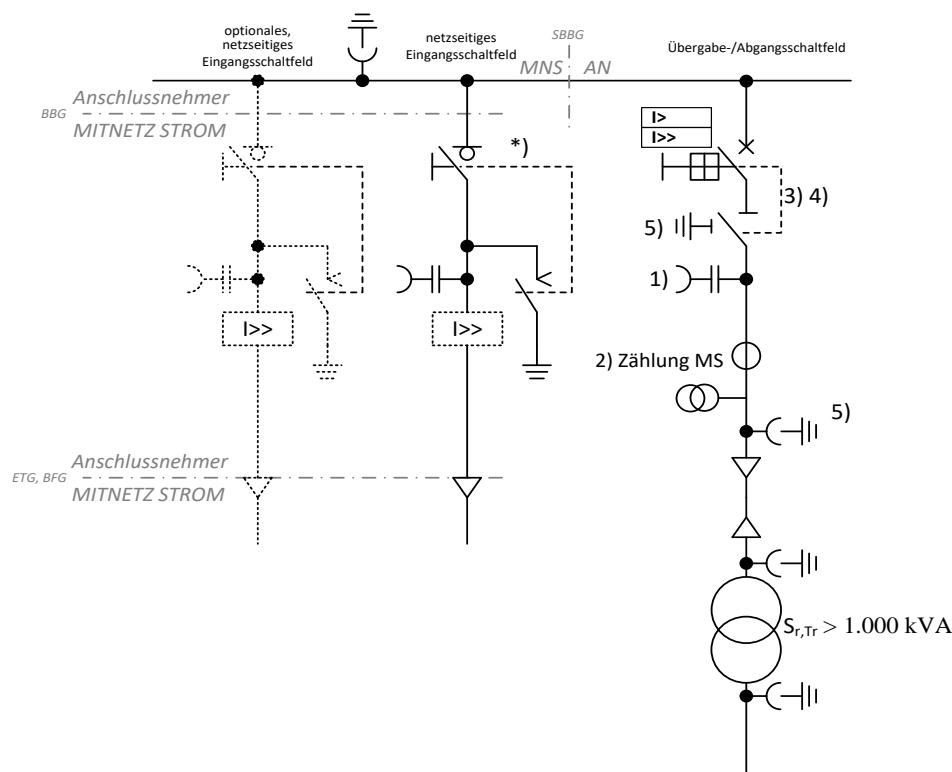 optionales,
netzseitiges
Eingangsschaltfeld
netzseitiges
Eingangsschaltfeld
SBBG
MNS AN
Übergabe-/Abgangsschaltfeld
Anschlussnehmer
BBG
MITNETZ STROM
I>
I>>
*)
3) 4)
5)
1)
I>>
I>>
2) Zählung MS
5)
Anschlussnehmer
ETG, BFG
MITNETZ STROM
Sr,Tr > 1.000 kVA